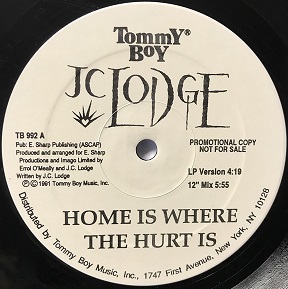 TOMMY® BOY
JC LODGE
TB 992 A
Pub: E. Sharp Publishing (ASCAP)
Produced and arranged for E. Sharp
Productions and Imago Limited by
Errol O'Meally and J.C. Lodge
Written by J.C. Lodge
℗ © 1991 Tommy Boy Music, Inc.
PROMOTIONAL COPY
NOT FOR SALE
LP Version 4:19
12" Mix 5:55
HOME IS WHERE
THE HURT IS
Distributed by Tommy Boy Music, Inc., 1747 First Avenue, New York, NY 10128